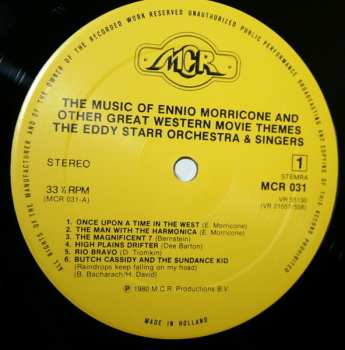 ALL RIGHTS OF THE MANUFACTURER AND OF THE OWNER OF THE RECORDED WORK RESERVED UNAUTHORIZED PUBLIC PERFORMANCE BROADCASTING AND COPYING OF THIS RECORD PROHIBITED
MCR
THE MUSIC OF ENNIO MORRICONE AND
OTHER GREAT WESTERN MOVIE THEMES
THE EDDY STARR ORCHESTRA & SINGERS
STEREO
1
STEMRA
33⅓ RPM
MCR 031
(MCR 031-A)
VR 55130
(VR 21557/558)
1. ONCE UPON A TIME IN THE WEST (E. Morricone)
2. THE MAN WITH THE HARMONICA (E. Morricone)
3. THE MAGNIFICENT 7 (Bernstein)
4. HIGH PLAINS DRIFTER (Dee Barton)
5. RIO BRAVO (D. Tiomkin)
6. BUTCH CASSIDY AND THE SUNDANCE KID
(Raindrops keep falling on my head)
(B. Bacharach/H. David)
Ⓟ 1980 M.C.R. Productions B.V.
MADE IN HOLLAND